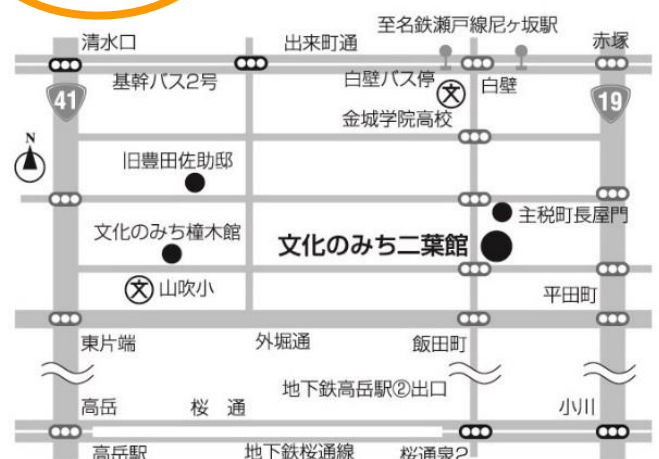 至名鉄瀬戸線尼ヶ坂駅
清水口
出来町通
赤塚
基幹バス2号
白壁バス停
文
白壁
41
19
金城学院高校
N
旧豊田佐助邸
主税町長屋門
文化のみち橦木館
文化のみち二葉館
文
山吹小
平田町
東片端
外堀通
飯田町
地下鉄高岳駅②出口
高岳
桜 通
小川
高岳駅
地下鉄桜通線
桜通泉2